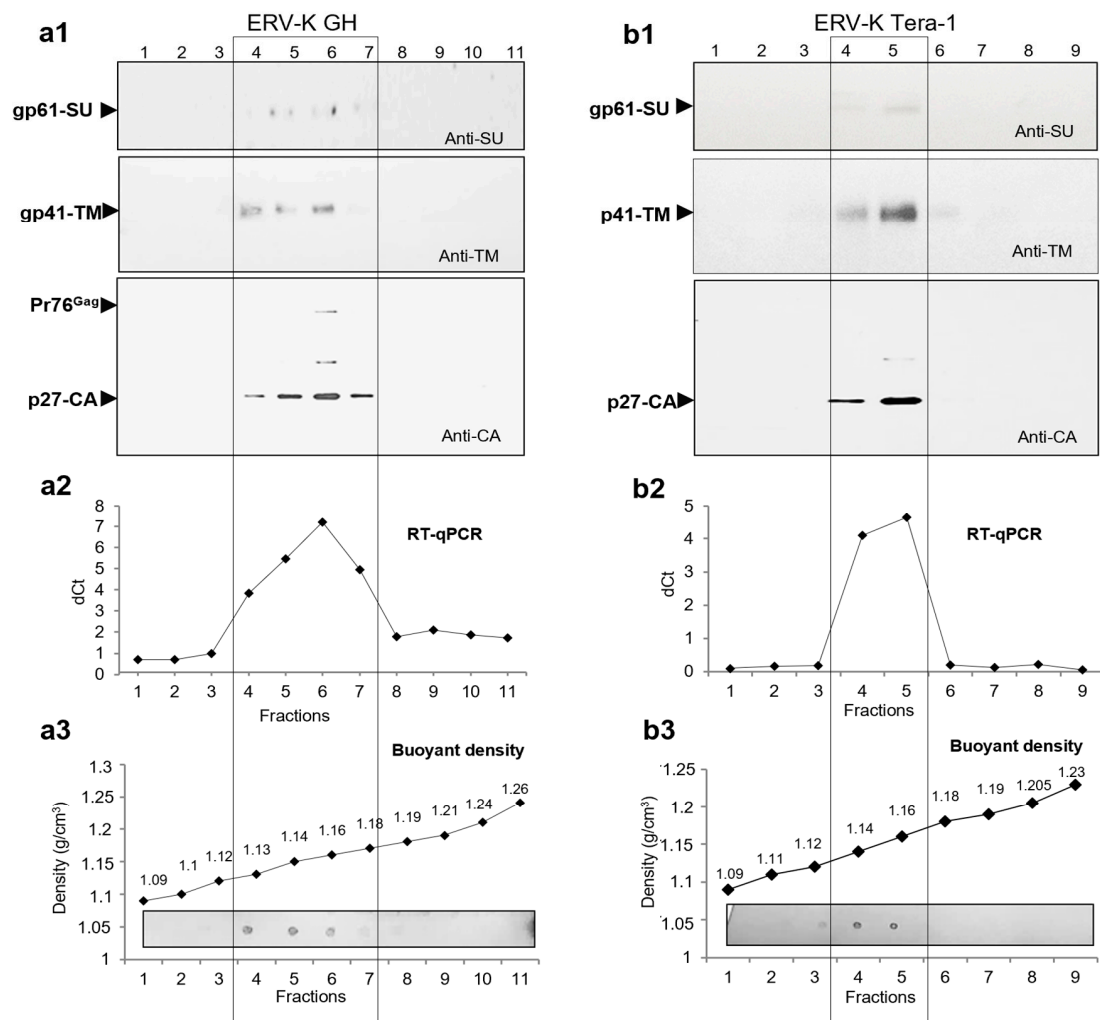 a1
ERV-K GH
1 2 3 4 5 6 7 8 9 10 11
gp61-SU
Anti-SU
gp41-TM
Anti-TM
Pr76Gag
p27-CA
Anti-CA
a2
8
7
6
5
4
3
2
1
0
dCt
RT-qPCR
1 2 3 4 5 6 7 8 9 10 11
Fractions
a3
Buoyant density
1.3
1.25
1.2
1.15
1.1
1.05
1
Density (g/cm³)
1.09 1.1 1.12 1.13 1.14 1.16 1.18 1.19 1.21 1.24 1.26
1 2 3 4 5 6 7 8 9 10 11
Fractions
b1
ERV-K Tera-1
1 2 3 4 5 6 7 8 9
gp61-SU
Anti-SU
p41-TM
Anti-TM
p27-CA
Anti-CA
b2
5
4
3
2
1
0
dCt
RT-qPCR
1 2 3 4 5 6 7 8 9
Fractions
b3
Buoyant density
1.25
1.2
1.15
1.1
1.05
1
Density (g/cm³)
1.09 1.11 1.12 1.14 1.16 1.18 1.19 1.205 1.23
1 2 3 4 5 6 7 8 9
Fractions